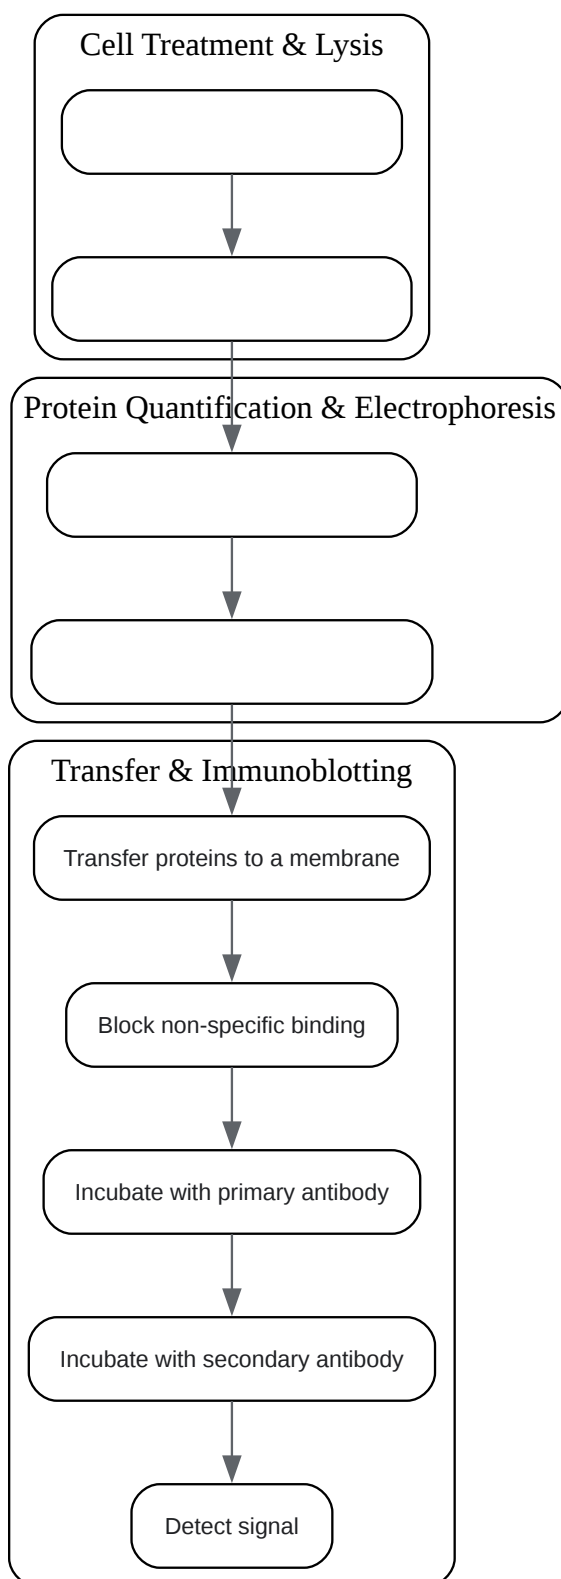 Cell Treatment & Lysis
Protein Quantification & Electrophoresis
Transfer & Immunoblotting
Transfer proteins to a membrane
Block non-specific binding
Incubate with primary antibody
Incubate with secondary antibody
Detect signal